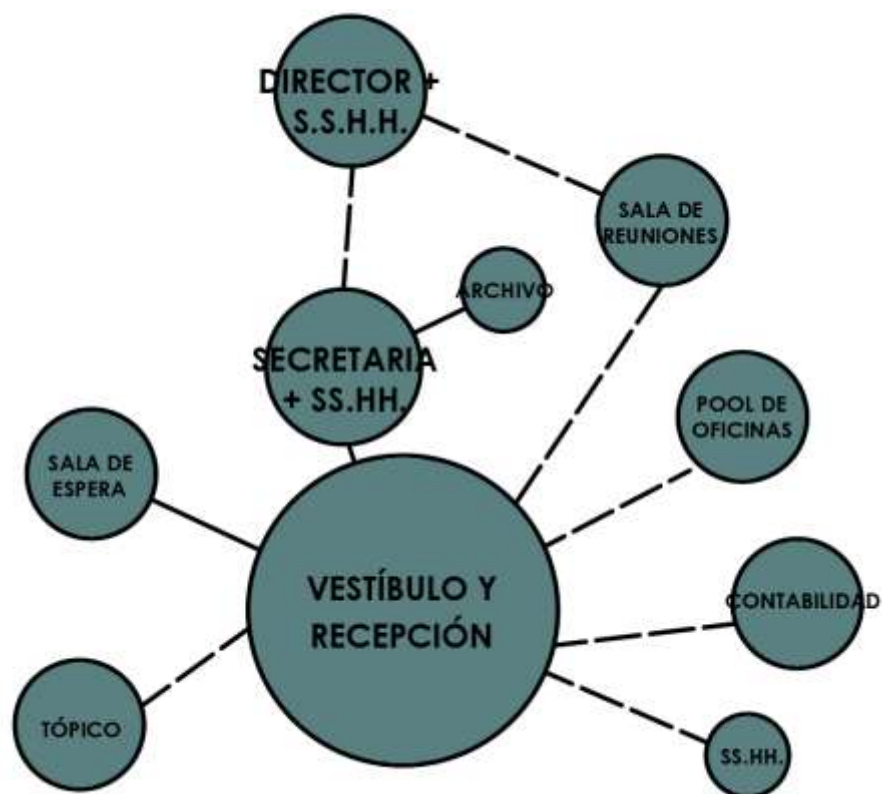 DIRECTOR +
S.S.H.H.
SALA DE
REUNIONES
ARCHIVO
SECRETARIA
+ SS.HH.
POOL DE
OFICINAS
SALA DE
ESPERA
VESTÍBULO Y
RECEPCIÓN
CONTABILIDAD
TÓPICO
SS.HH.